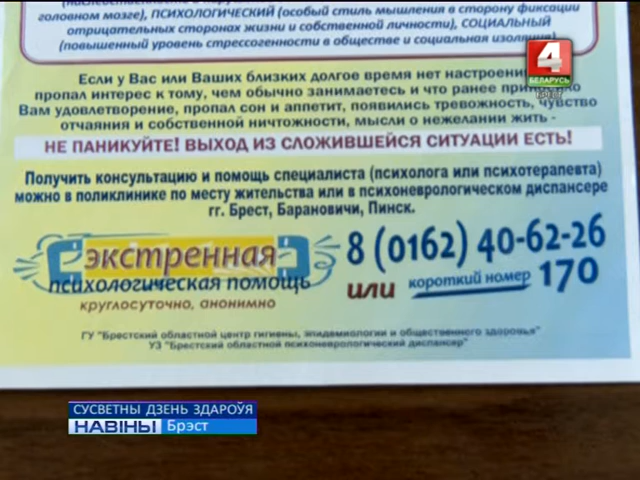 головном мозге), ПСИХОЛОГИЧЕСКИЙ (особый стиль мышления в сторону фиксации
отрицательных сторонах жизни и собственной личности), СОЦИАЛЬНЫЙ
(повышенный уровень стрессогенности в обществе и социальная изоляция)
4
БЕЛАРУСЬ
БРЕСТ
Если у Вас или Ваших близких долгое время нет настроения
пропал интерес к тому, чем обычно занимаетесь и что ранее
Вам удовлетворение, пропал сон и аппетит, появились тревожность, чувство
отчаяния и собственной ничтожности, мысли о нежелании жить -
НЕ ПАНИКУЙТЕ! ВЫХОД ИЗ СЛОЖИВШЕЙСЯ СИТУАЦИИ ЕСТЬ!
Получить консультацию и помощь специалиста (психолога или психотерапевта)
можно в поликлинике по месту жительства или в психоневрологическом диспансере
гг. Брест, Барановичи, Пинск.
экстренная
психологическая помощь
круглосуточно, анонимно
8 (0162) 40-62-26
или короткий номер 170
ГУ "Брестский областной центр гигиены, эпидемиологии и общественного здоровья"
УЗ "Брестский областной психоневрологический диспансер"
СУСВЕТНЫ ДЗЕНЬ ЗДАРОЎЯ
НАВІНЫ Брэст